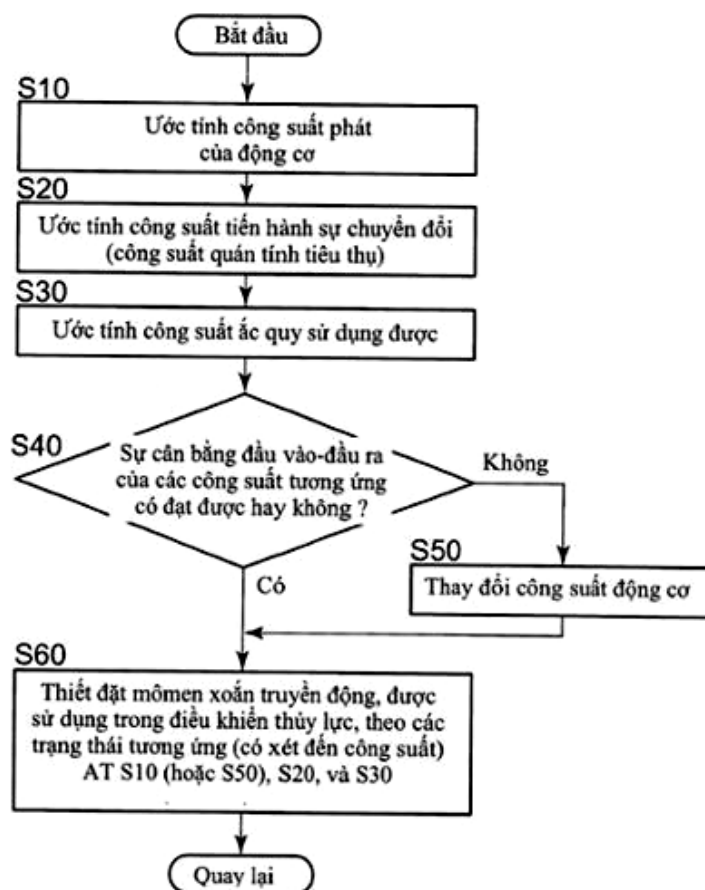 Bắt đầu
S10
Ước tính công suất phát
của động cơ
S20
Ước tính công suất tiến hành sự chuyển đổi
(công suất quán tính tiêu thụ)
S30
Ước tính công suất ắc quy sử dụng được
S40
Sự cân bằng đầu vào-đầu ra
của các công suất tương ứng
có đạt được hay không ?
Không
S50
Thay đổi công suất động cơ
Có
S60
Thiết đặt mômen xoắn truyền động, được
sử dụng trong điều khiển thủy lực, theo các
trạng thái tương ứng (có xét đến công suất)
AT S10 (hoặc S50), S20, và S30
Quay lại